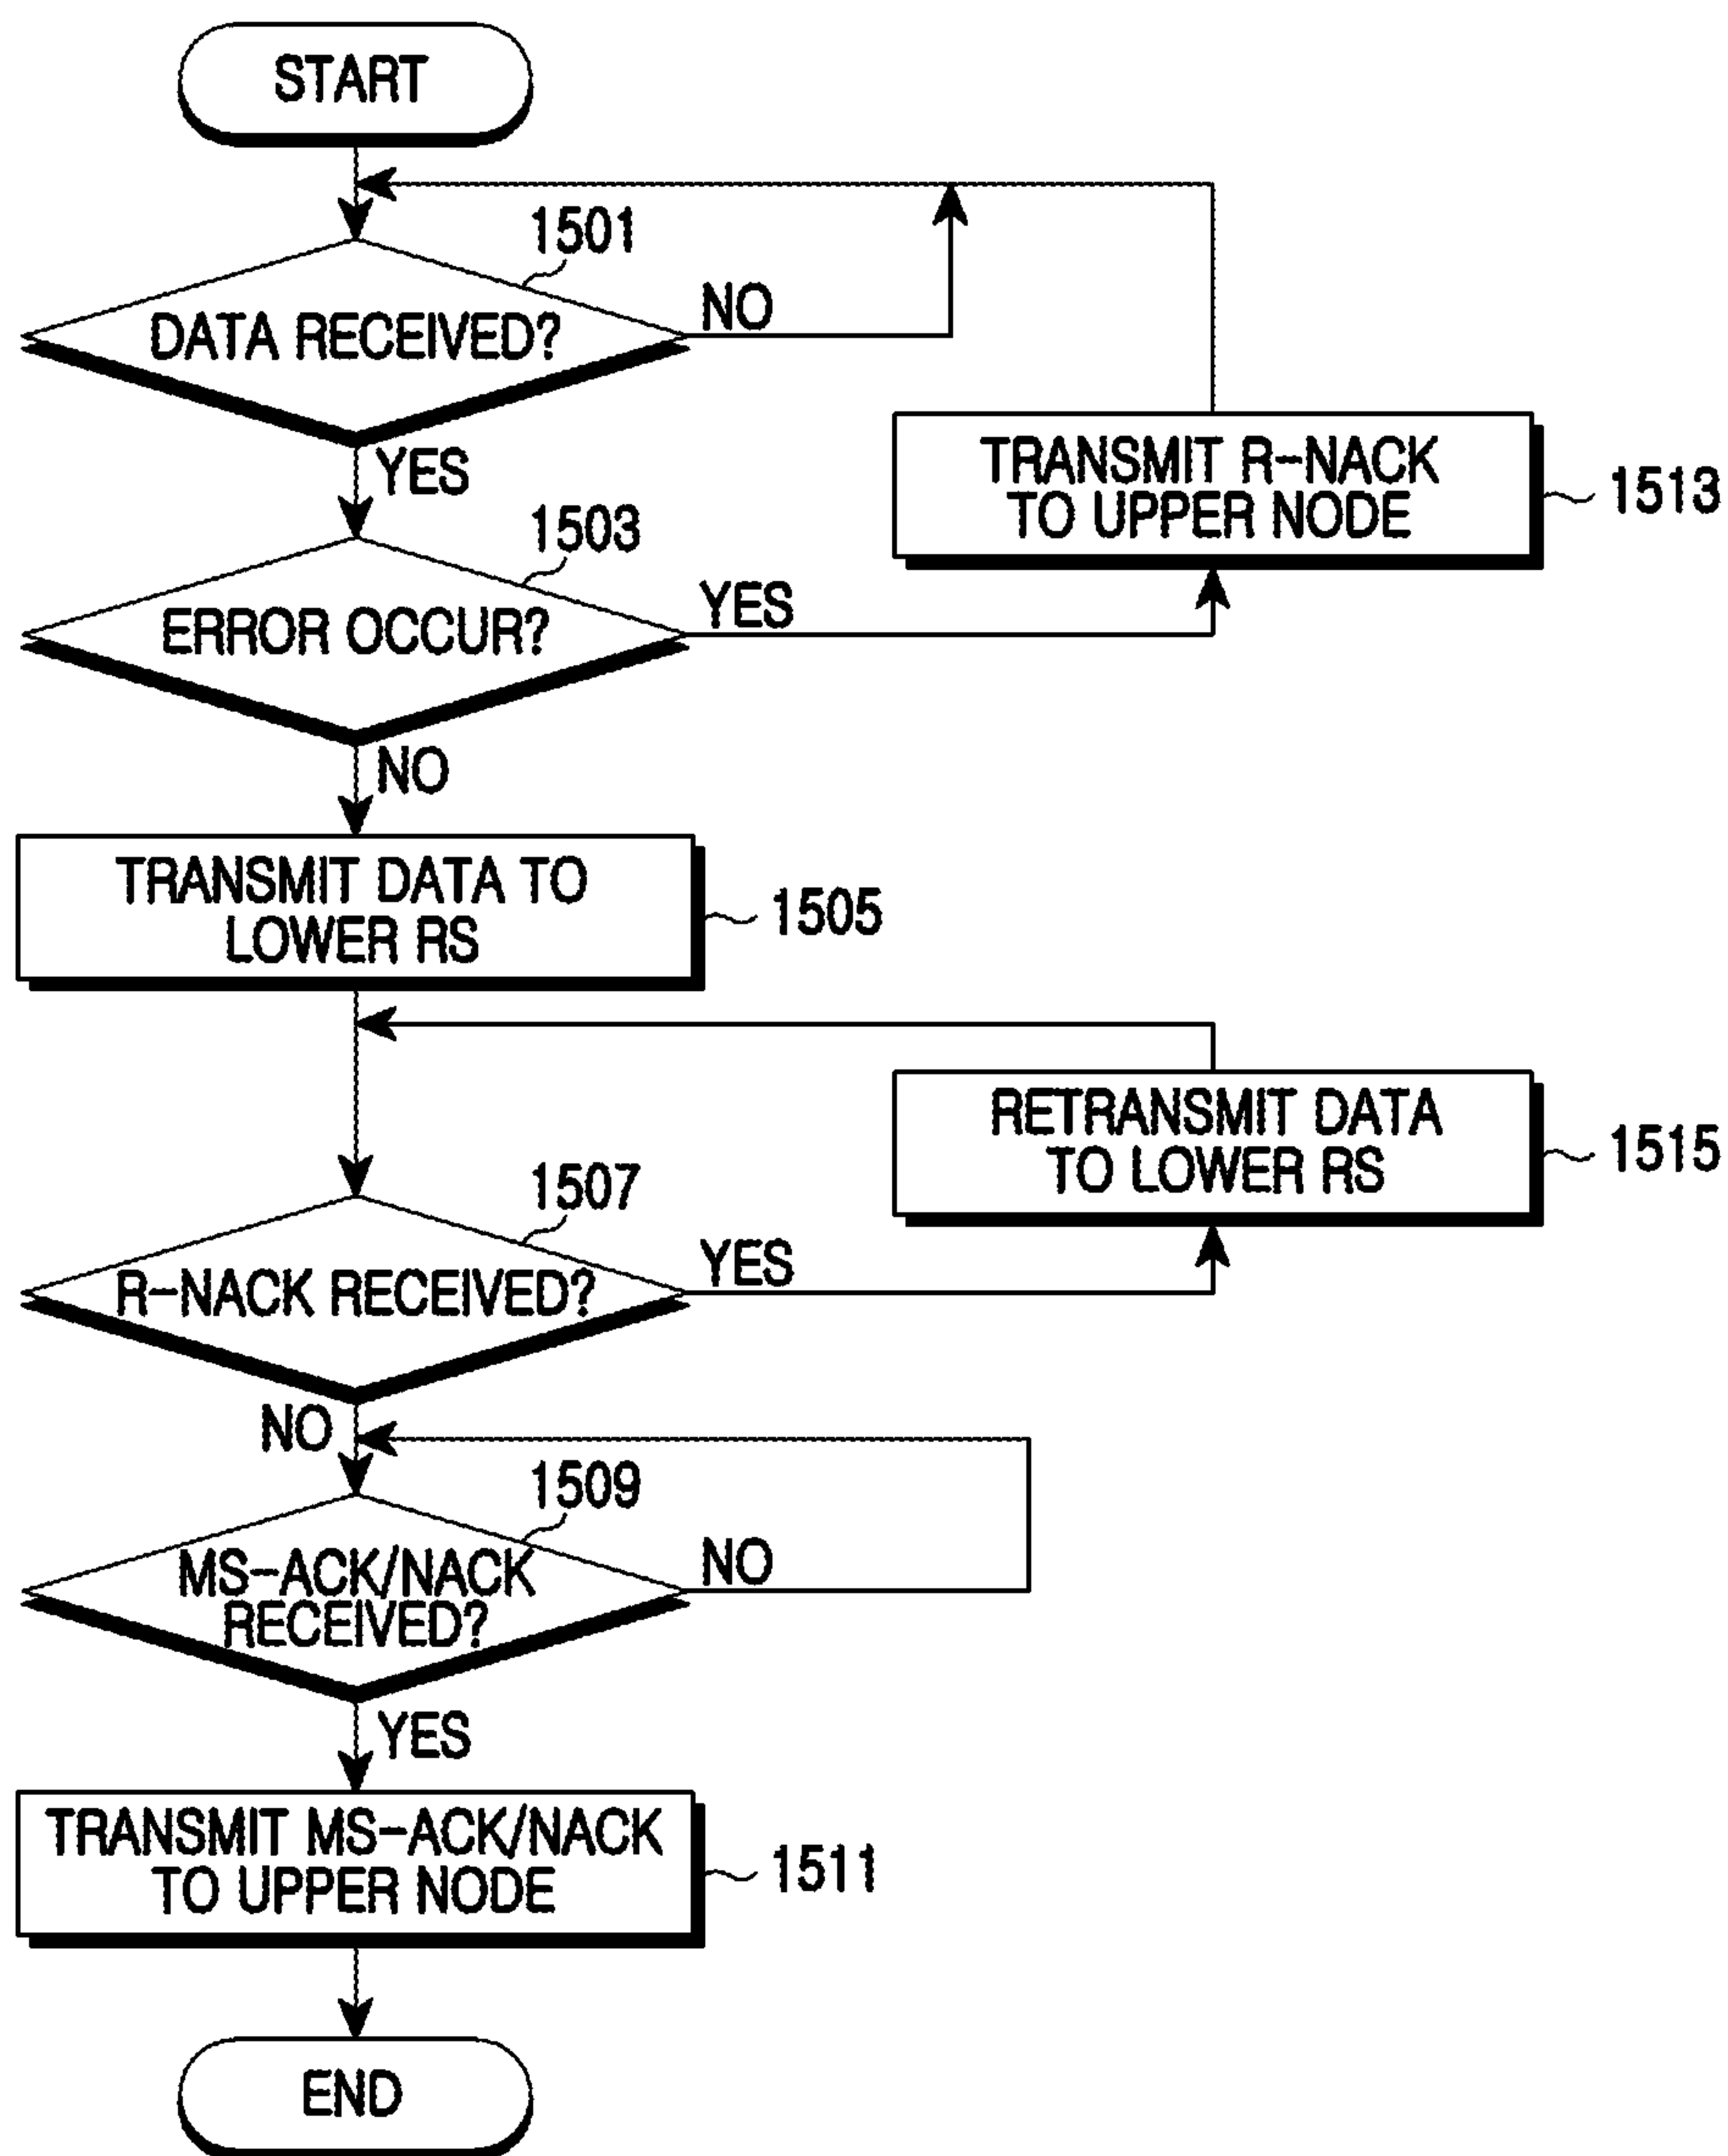 START
1501
DATA RECEIVED?
NO
YES
TRANSMIT R-NACK
TO UPPER NODE
1513
1503
ERROR OCCUR?
YES
NO
TRANSMIT DATA TO
LOWER RS
1505
RETRANSMIT DATA
TO LOWER RS
1515
1507
R-NACK RECEIVED?
YES
NO
1509
MS-ACK/NACK
RECEIVED?
NO
YES
TRANSMIT MS-ACK/NACK
TO UPPER NODE
1511
END